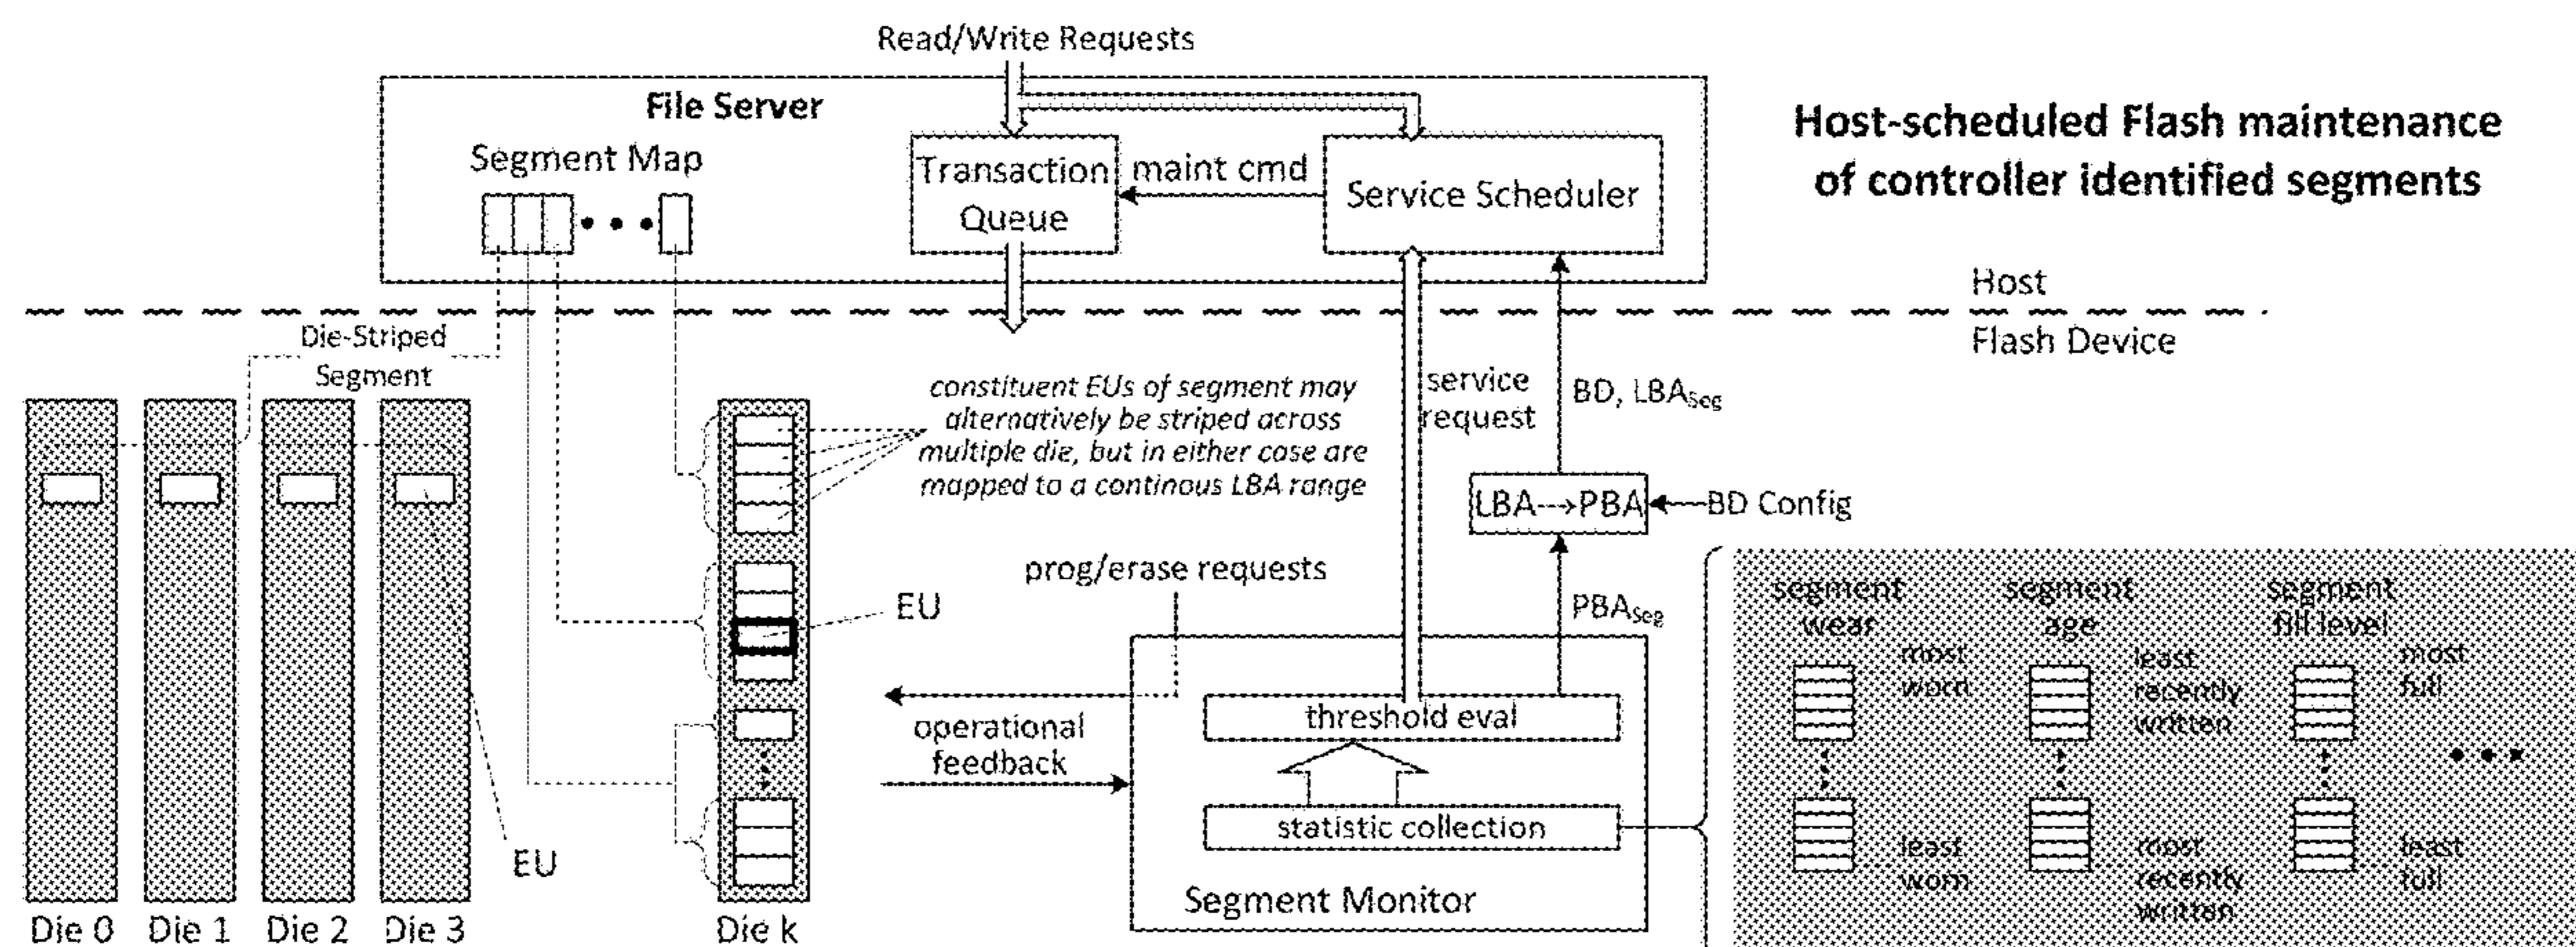 Read/Write Requests
File Server
Segment Map
Transaction
Queue
maint cmd
Service Scheduler
Host-scheduled Flash maintenance
of controller identified segments
Host
Flash Device
Die-Striped
Segment
constituent EUs of segment may
alternatively be striped across
multiple die, but in either case are
mapped to a continous LBA range
service
request
BD, LBASeg
LBA-->PBA
BD Config
prog/erase requests
EU
PBASeg
operational
feedback
threshold eval
statistic collection
Segment Monitor
segment
wear
most
worn
least
worn
segment
age
least
recently
written
most
recently
written
segment
fill level
most
full
least
full
EU
Die 0
Die 1
Die 2
Die 3
Die k